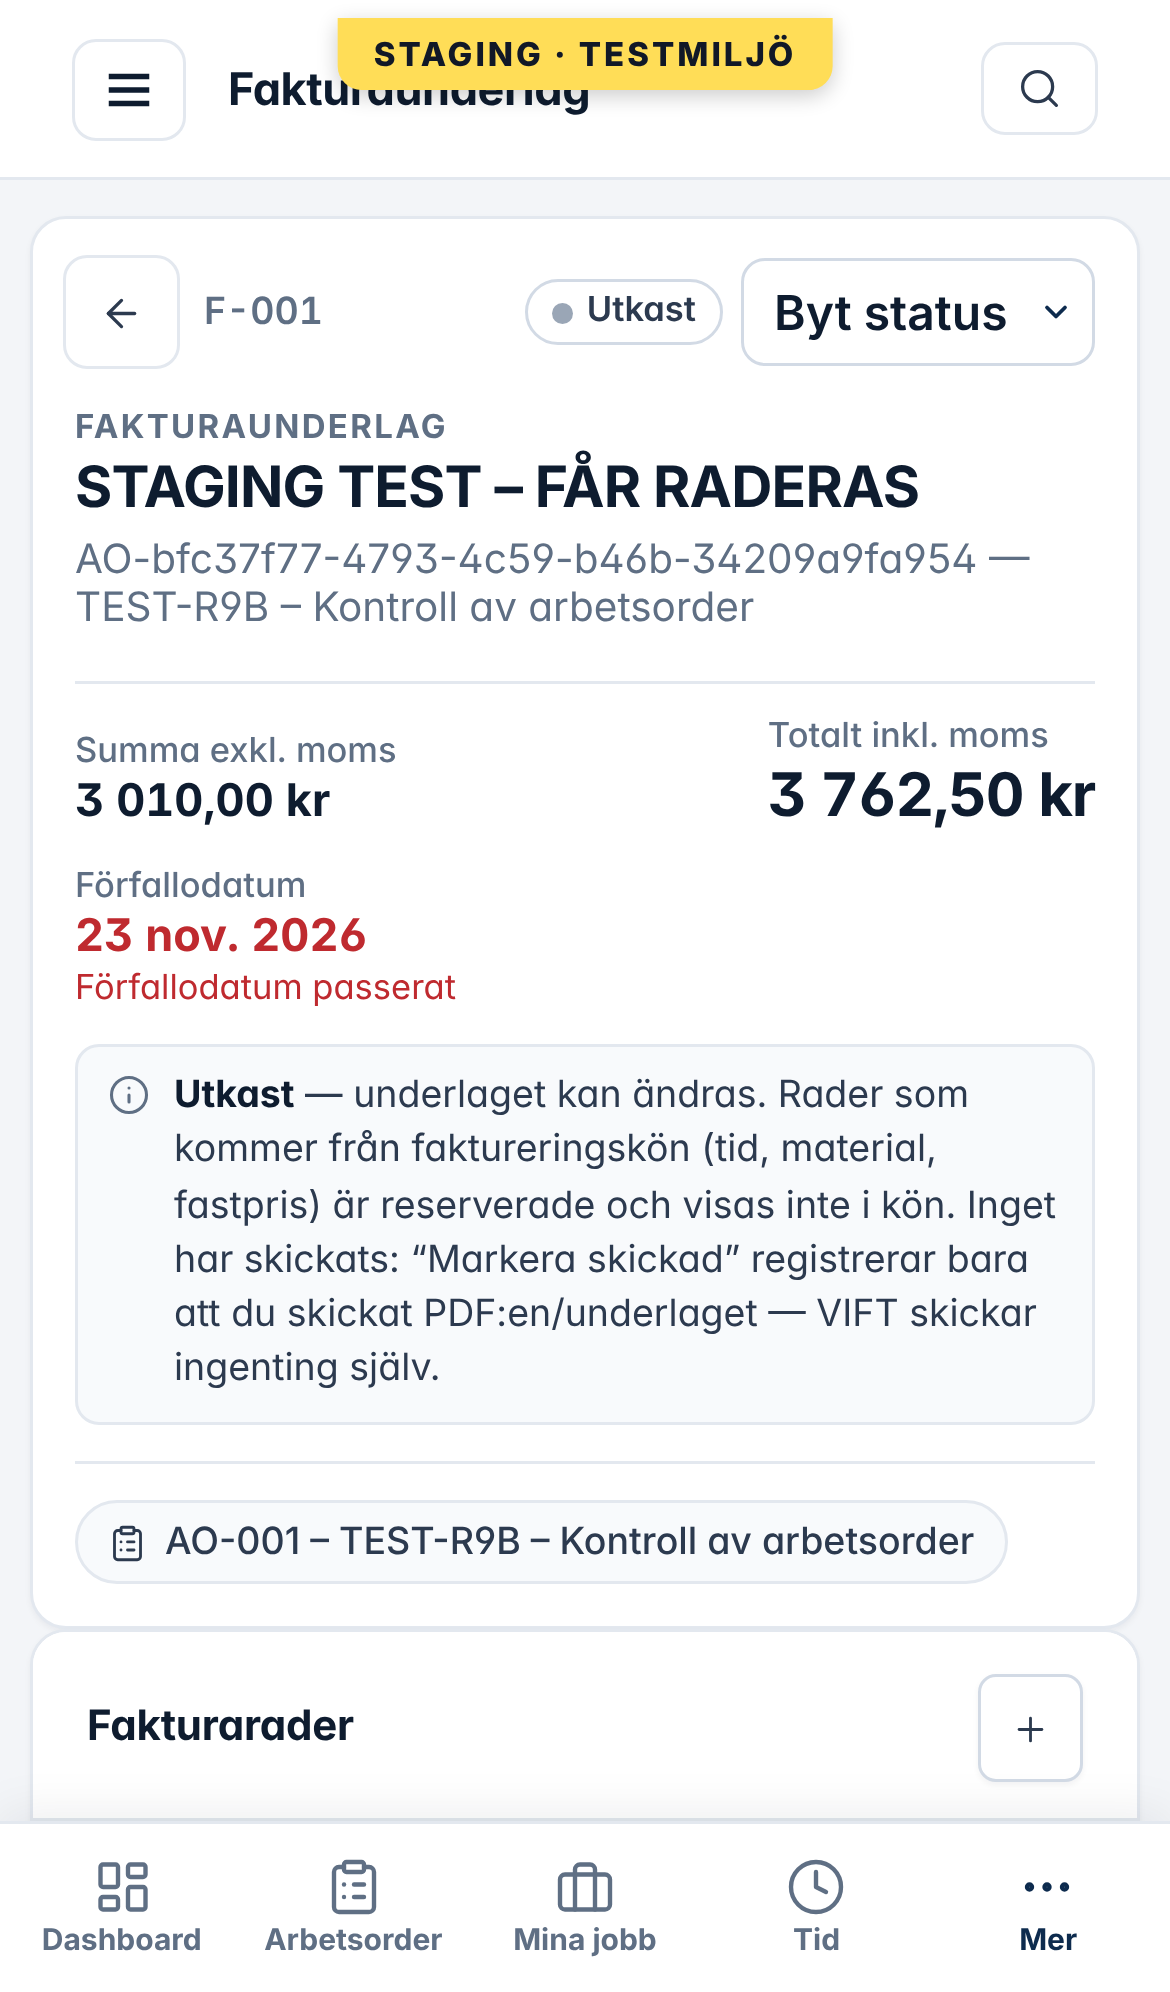 STAGING · TESTMILJÖ
Fakturaunderlag
F-001
Utkast
Byt status
FAKTURAUNDERLAG
STAGING TEST – FÅR RADERAS
AO-bfc37f77-4793-4c59-b46b-34209a9fa954 —
TEST-R9B – Kontroll av arbetsorder
Summa exkl. moms
3 010,00 kr
Totalt inkl. moms
3 762,50 kr
Förfallodatum
23 nov. 2026
Förfallodatum passerat
Utkast — underlaget kan ändras. Rader som
kommer från faktureringskön (tid, material,
fastpris) är reserverade och visas inte i kön. Inget
har skickats: “Markera skickad” registrerar bara
att du skickat PDF:en/underlaget — VIFT skickar
ingenting själv.
AO-001 – TEST-R9B – Kontroll av arbetsorder
Fakturarader
Dashboard
Arbetsorder
Mina jobb
Tid
Mer